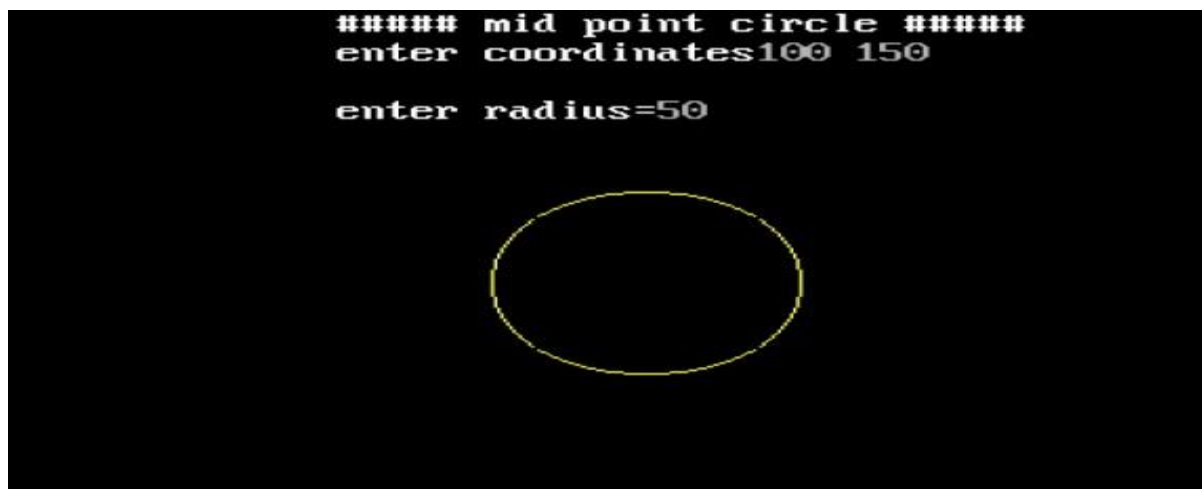 ##### mid point circle #####
enter coordinates100 150
enter radius=50